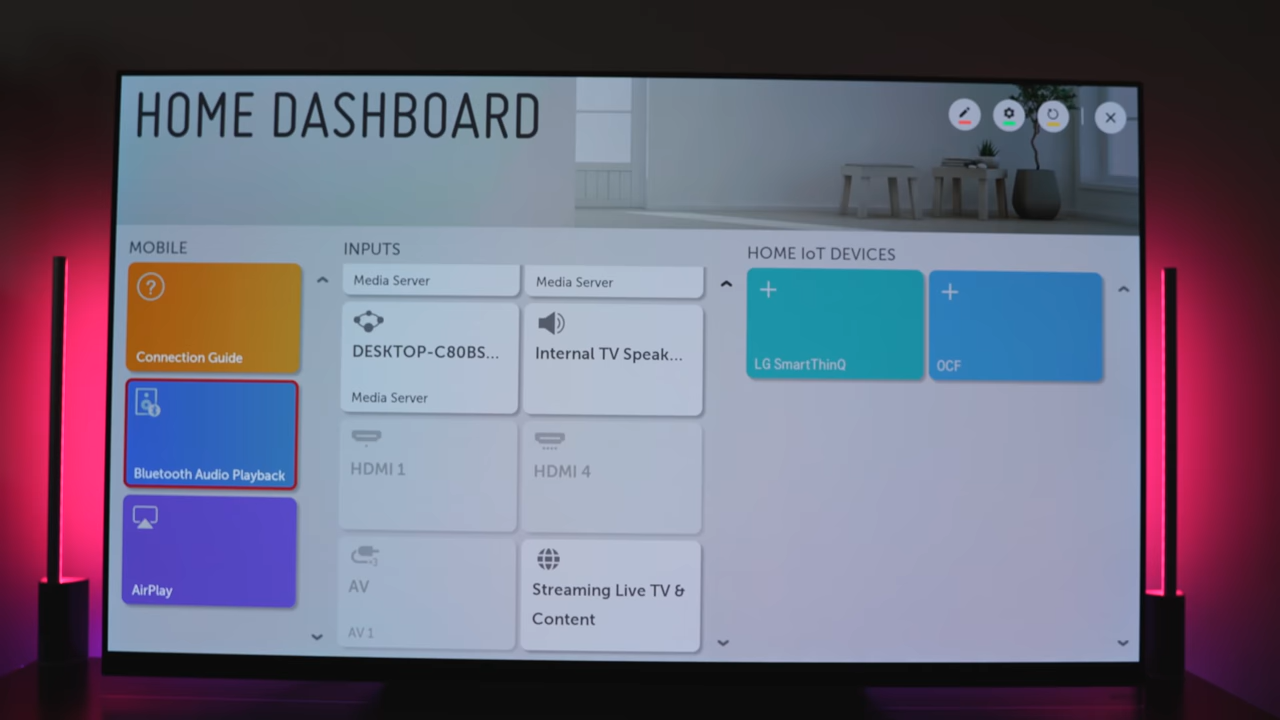 HOME DASHBOARD
MOBILE
Connection Guide
Bluetooth Audio Playback
AirPlay
INPUTS
Media Server
Media Server
DESKTOP-C80BS...
Media Server
Internal TV Speak...
HDMI 1
HDMI 4
AV
AV 1
Streaming Live TV &
Content
HOME IoT DEVICES
LG SmartThinQ
OCF